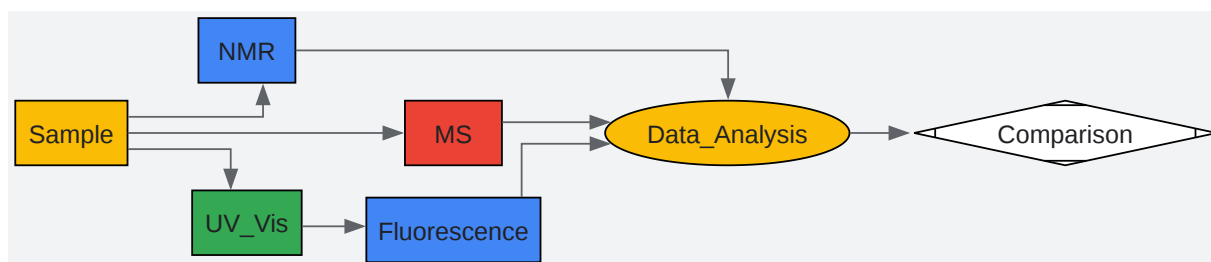 NMR
Sample
MS
Data_Analysis
Comparison
UV_Vis
Fluorescence